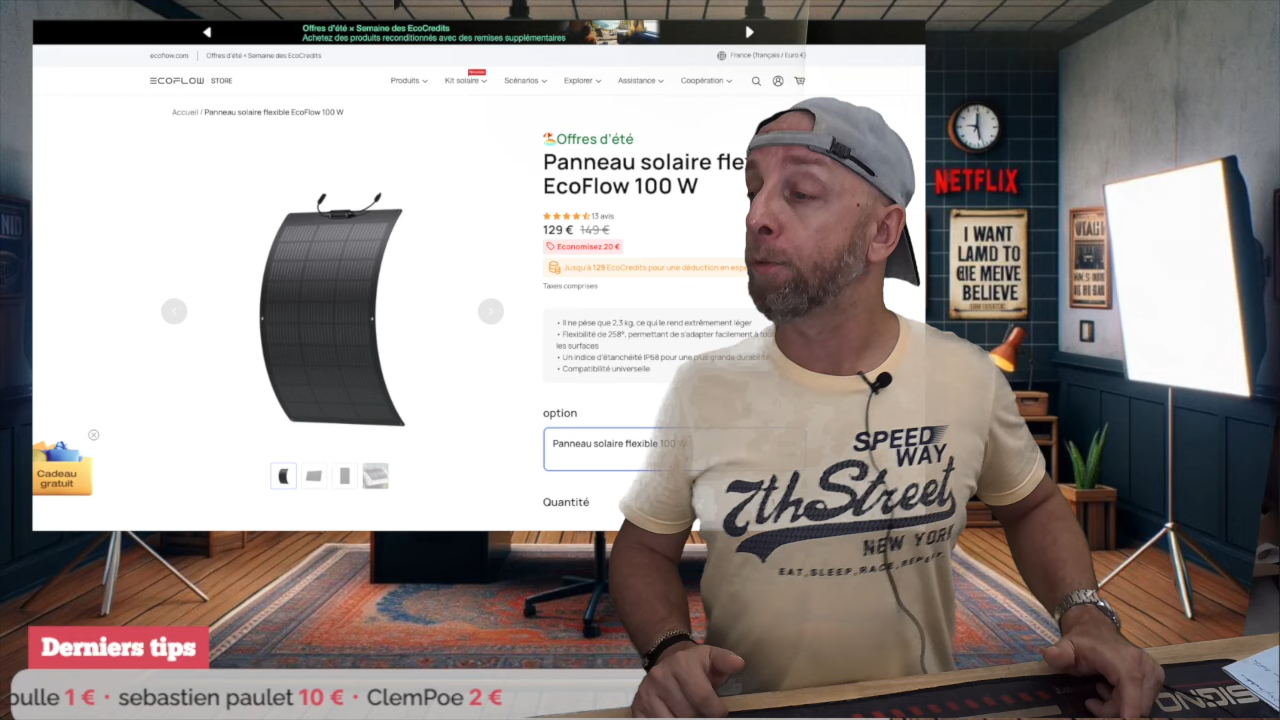 Offres d'été × Semaine des EcoCredits
Achetez des produits reconditionnés avec des remises supplémentaires
ecoflow.com
Offres d'été × Semaine des EcoCredits
France (français / Euro €)
ECOFLOW STORE
Produits
Kit solaire
Scénarios
Explorer
Assistance
Coopération
Accueil / Panneau solaire flexible EcoFlow 100 W
Offres d'été
Panneau solaire fle
EcoFlow 100 W
13 avis
129 € 149 €
Economisez 20 €
Jusqu'à 129 EcoCredits pour une déduction en esp
Taxes comprises
• Il ne pèse que 2,3 kg, ce qui le rend extrêmement léger
• Flexibilité de 258°, permettant de s'adapter facilement à tou
les surfaces
• Un indice d'étanchéité IP68 pour une plus grande durabilité
• Compatibilité universelle
option
Panneau solaire flexible 100 W
Quantité
Cadeau
gratuit
NETFLIX
I WANT
LAMD TO
GIE MEIVE
BELIEVE
SPEED
WAY
7th Street
NEW YORK
EAT, SLEEP, RACE, REPEAT.
Derniers tips
oulle 1 € · sebastien paulet 10 € · ClemPoe 2 €